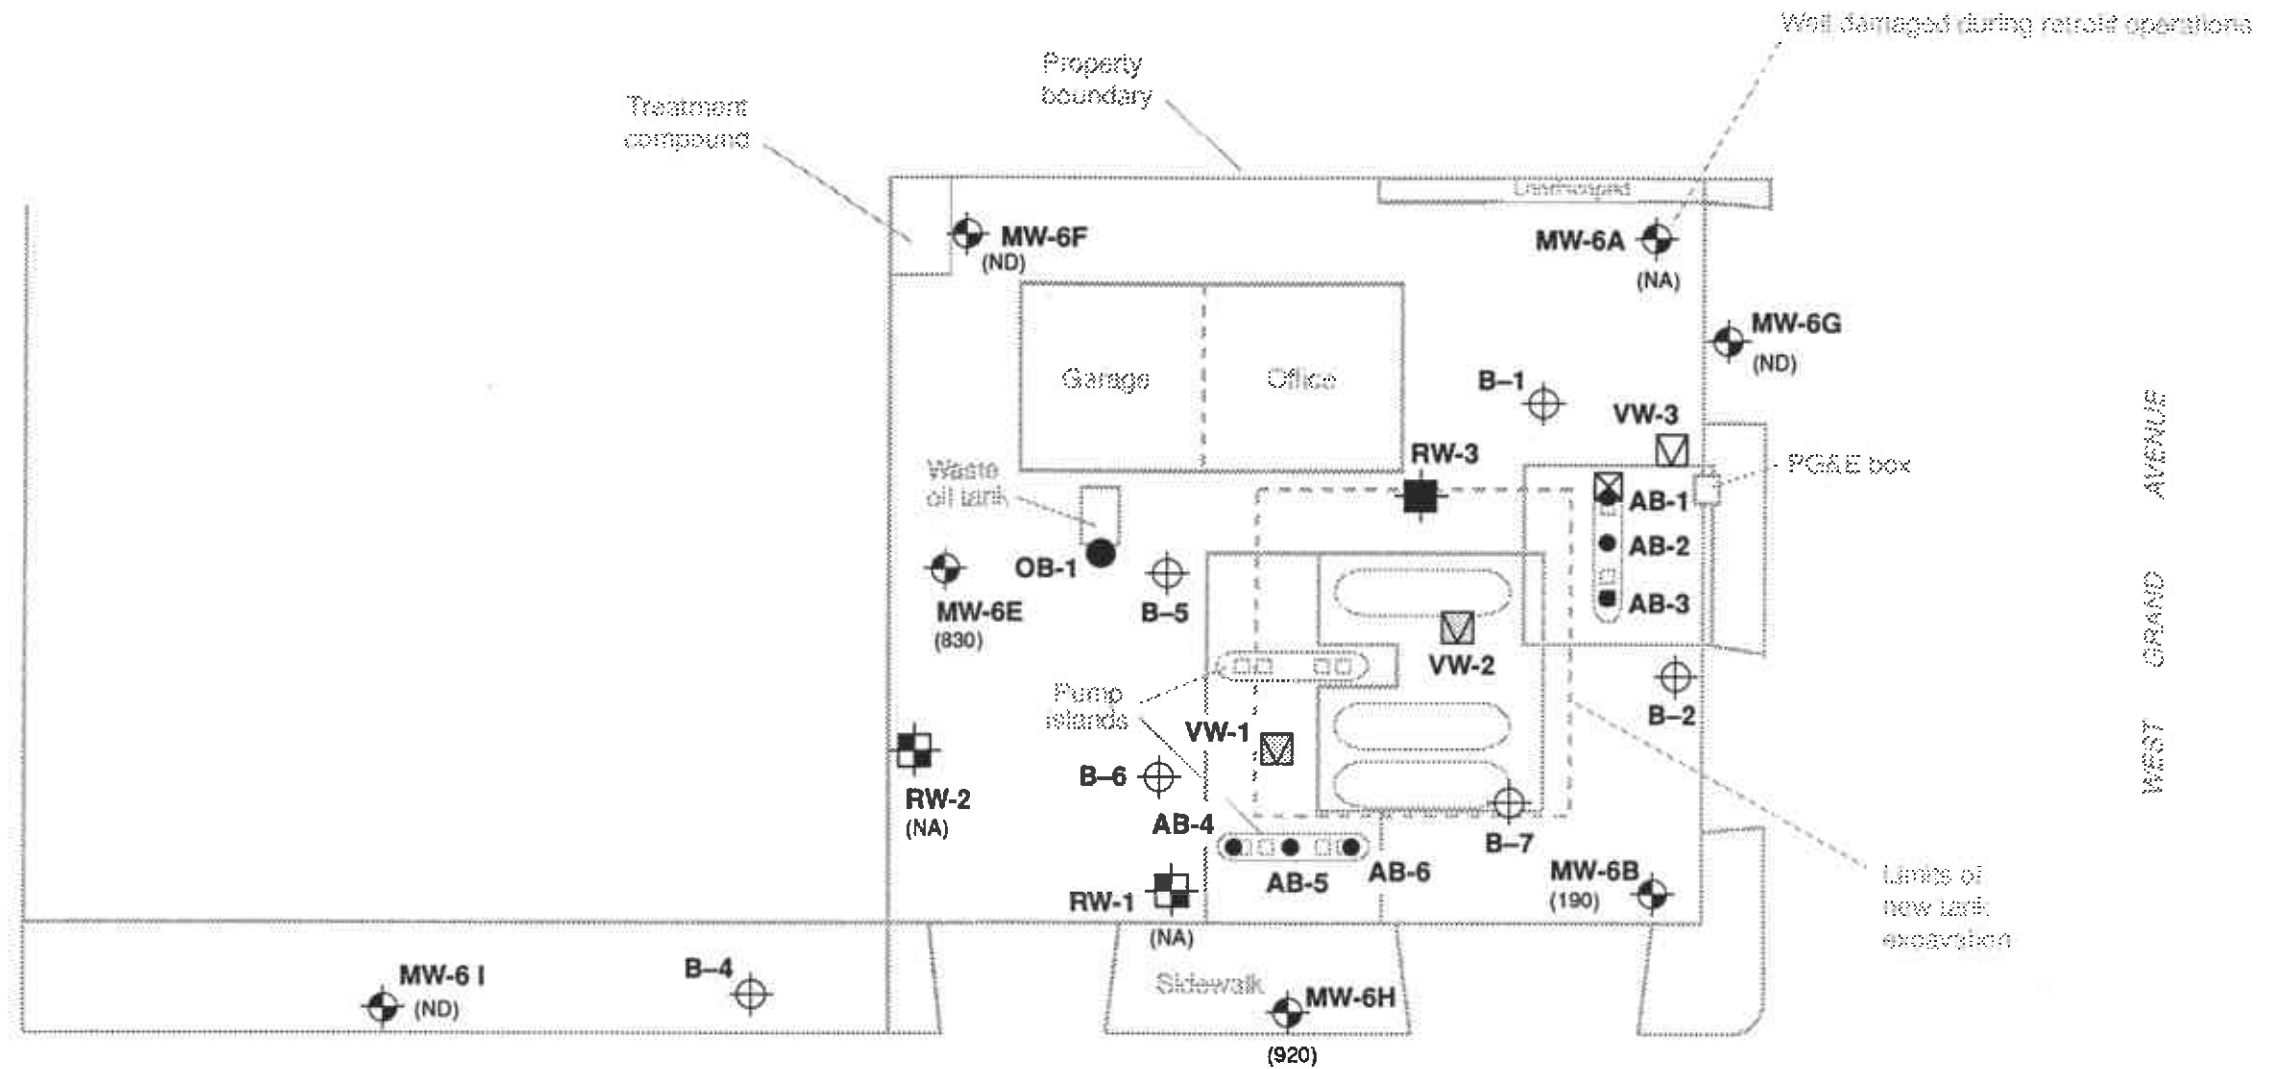 Well damaged during retrofit operations
Property
boundary
Treatment
compound
MW-6F
(ND)
MW-6A
(NA)
MW-6G
(ND)
Garage
Office
B–1
VW-3
RW-3
PG&E box
Waste
oil tank
AB-1
AB-2
AB-3
OB-1
B–5
MW-6E
(830)
VW-2
B–2
Pump
islands
VW-1
B–6
AB-4
RW-2
(NA)
B–7
AB-5
AB-6
MW-6B
(190)
RW-1
(NA)
Limits of
new tank
excavation
WEST GRAND AVENUE
MW-6 I
(ND)
B–4
Sidewalk
MW-6H
(920)